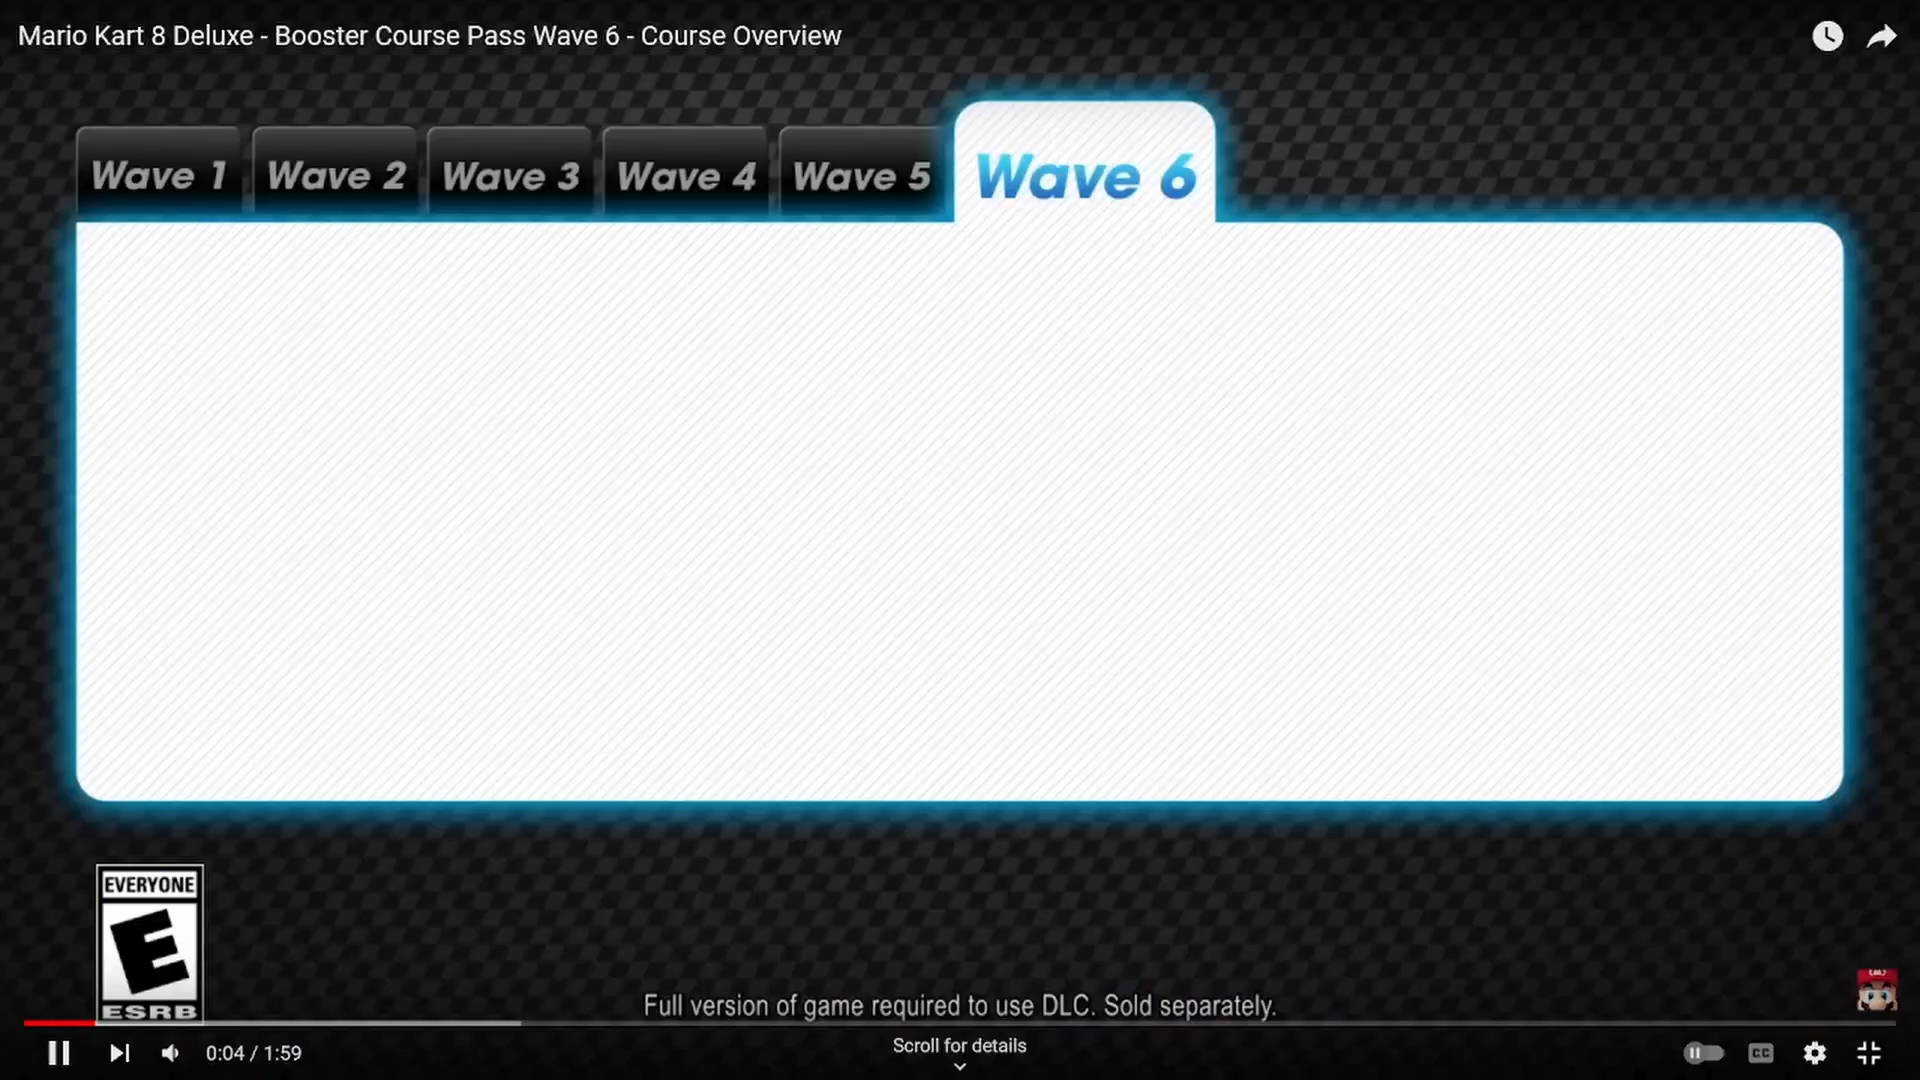 Mario Kart 8 Deluxe - Booster Course Pass Wave 6 - Course Overview
Wave 1
Wave 2
Wave 3
Wave 4
Wave 5
Wave 6
EVERYONE
E
ESRB
Full version of game required to use DLC. Sold separately.
0:04 / 1:59
Scroll for details
CC